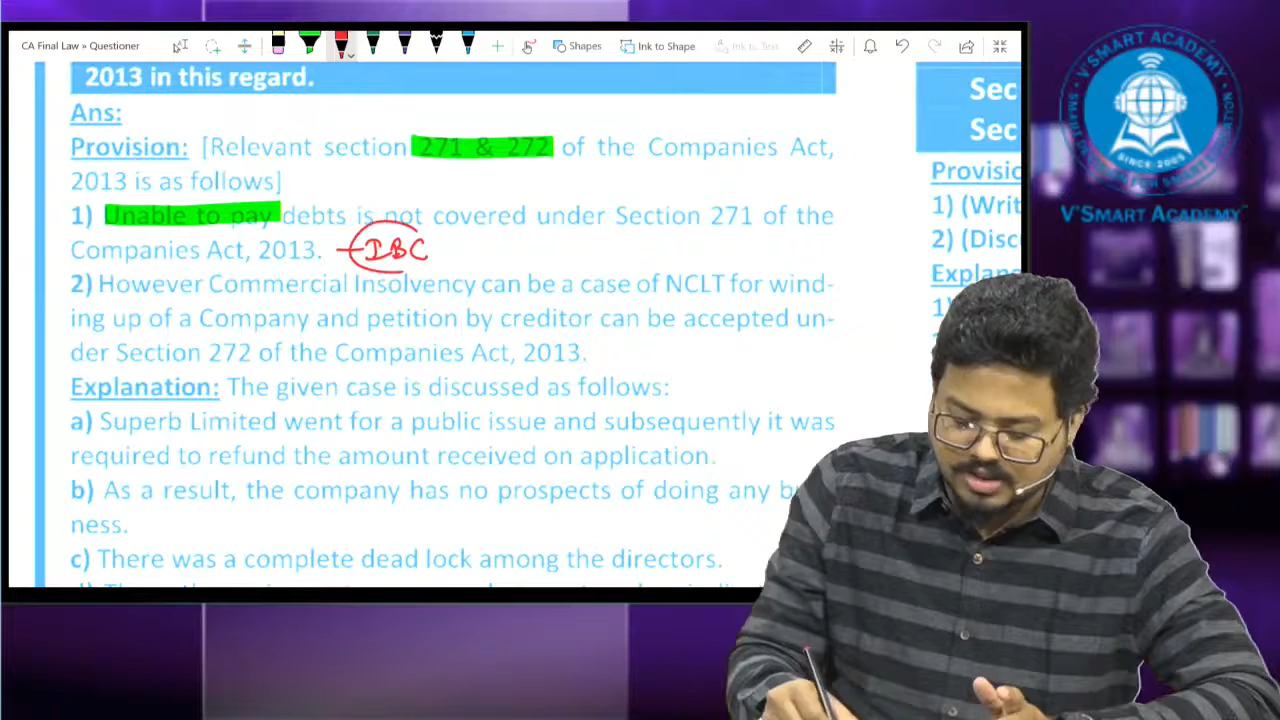 CA Final Law » Questioner
Shapes
Ink to Shape
Ink to Text
2013 in this regard.
Ans:
Provision: [Relevant section 271 & 272 of the Companies Act,
2013 is as follows]
1) Unable to pay debts is not covered under Section 271 of the
Companies Act, 2013. IBC
2) However Commercial Insolvency can be a case of NCLT for wind-
ing up of a Company and petition by creditor can be accepted un-
der Section 272 of the Companies Act, 2013.
Explanation: The given case is discussed as follows:
a) Superb Limited went for a public issue and subsequently it was
required to refund the amount received on application.
b) As a result, the company has no prospects of doing any
ness.
c) There was a complete dead lock among the directors.
Sec
Sec
Provisio
1) (Writ
2) (Disc
Explan
1)
V'SMART ACADEMY
SINCE-2005
V'SMART ACADEMY